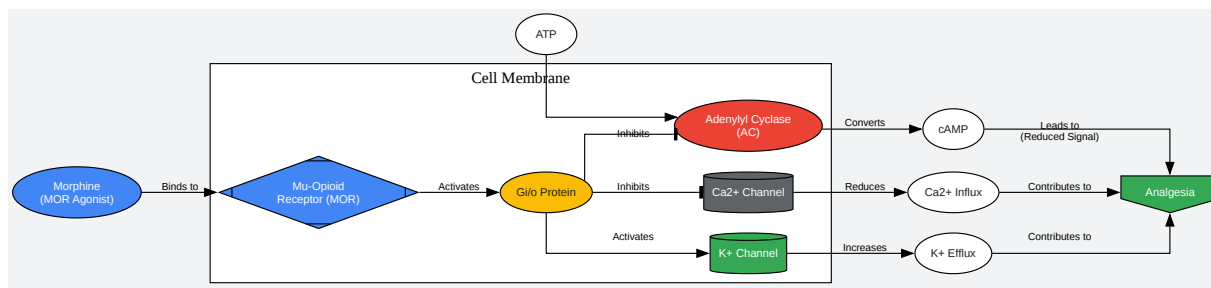 ATP
Cell Membrane
Adenylyl Cyclase
(AC)
Inhibits
Converts
cAMP
Leads to
(Reduced Signal)
Morphine
(MOR Agonist)
Binds to
Mu-Opioid
Receptor (MOR)
Activates
Gi/o Protein
Inhibits
Ca2+ Channel
Reduces
Ca2+ Influx
Contributes to
Analgesia
Activates
K+ Channel
Increases
K+ Efflux
Contributes to